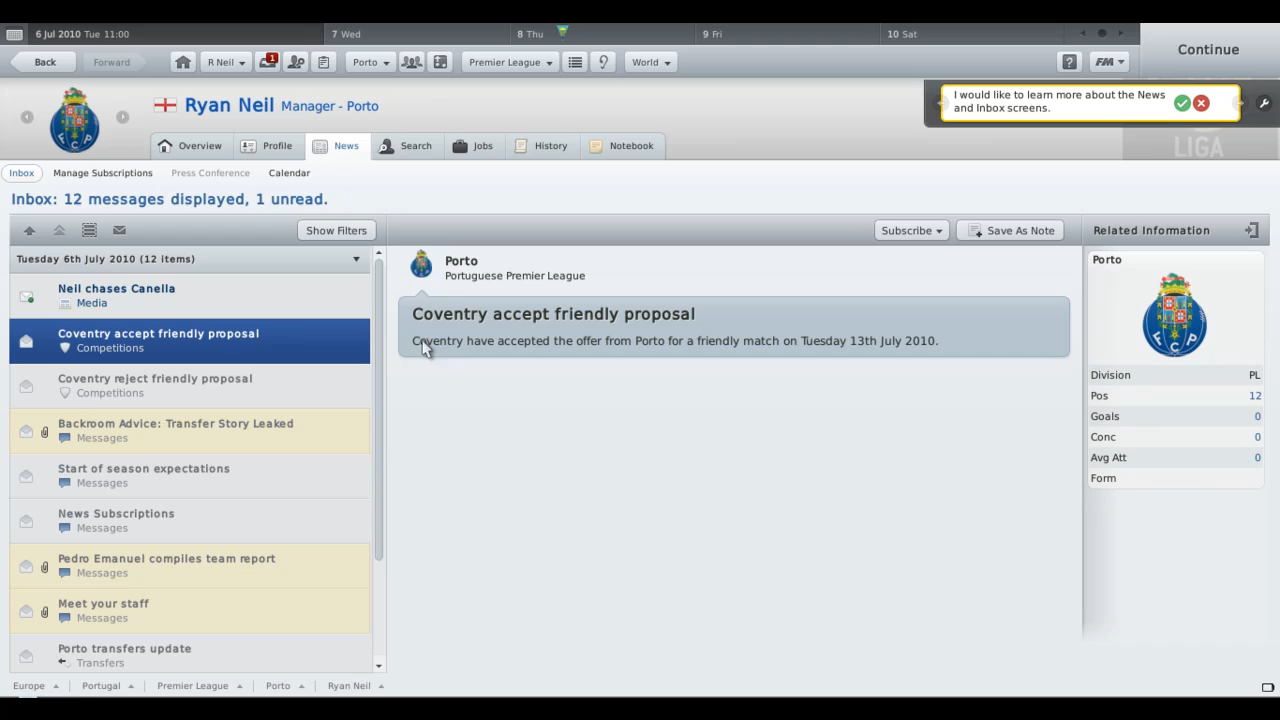 6 Jul 2010 Tue 11:00
7 Wed
8 Thu
9 Fri
10 Sat
Continue
Back
Forward
R Neil
1
Porto
Premier League
World
?
FM
Ryan Neil Manager - Porto
I would like to learn more about the News
and Inbox screens.
LIGA
Overview
Profile
News
Search
Jobs
History
Notebook
Inbox
Manage Subscriptions
Press Conference
Calendar
Inbox: 12 messages displayed, 1 unread.
Show Filters
Subscribe
Save As Note
Related Information
Tuesday 6th July 2010 (12 items)
Neil chases Canella
Media
Coventry accept friendly proposal
Competitions
Coventry reject friendly proposal
Competitions
Backroom Advice: Transfer Story Leaked
Messages
Start of season expectations
Messages
News Subscriptions
Messages
Pedro Emanuel compiles team report
Messages
Meet your staff
Messages
Porto transfers update
Transfers
Porto
Portuguese Premier League
Coventry accept friendly proposal
Coventry have accepted the offer from Porto for a friendly match on Tuesday 13th July 2010.
Porto
Division PL
Pos 12
Goals 0
Conc 0
Avg Att 0
Form
Europe
Portugal
Premier League
Porto
Ryan Neil